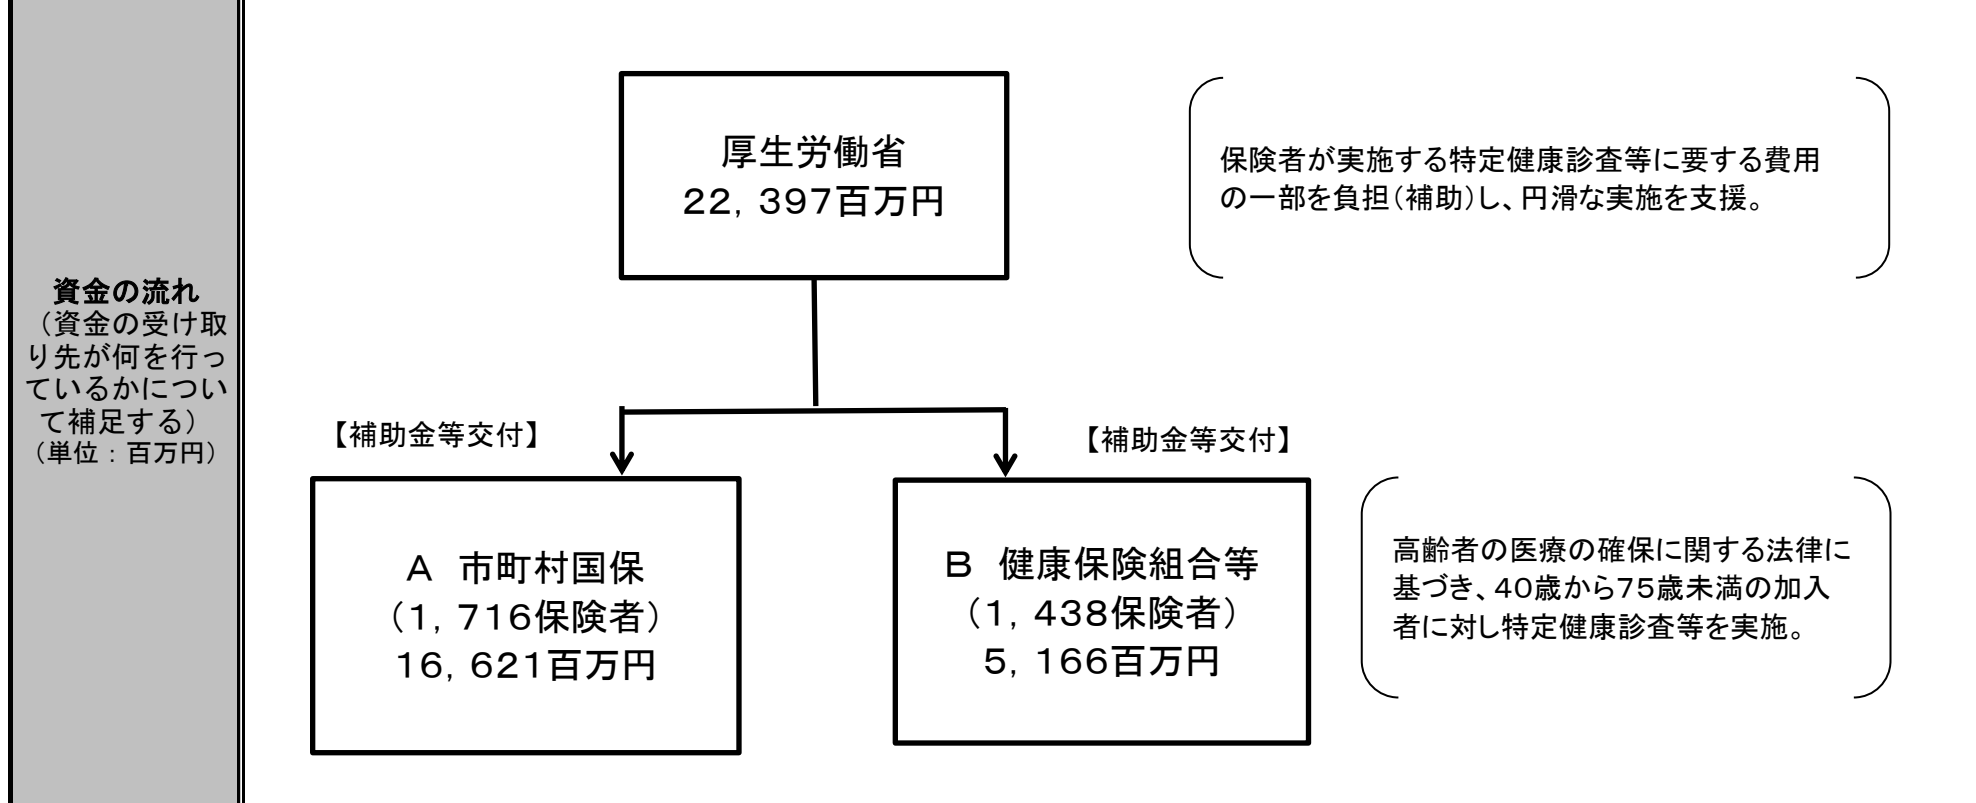 資金の流れ
（資金の受け取
り先が何を行っ
ているかについ
て補足する）
（単位：百万円）
厚生労働省
２２，３９７百万円
保険者が実施する特定健康診査等に要する費用
の一部を負担（補助）し、円滑な実施を支援。
【補助金等交付】
【補助金等交付】
Ａ　市町村国保
（１，７１６保険者）
１６，６２１百万円
Ｂ　健康保険組合等
（１，４３８保険者）
５，１６６百万円
高齢者の医療の確保に関する法律に
基づき、４０歳から７５歳未満の加入
者に対し特定健康診査等を実施。